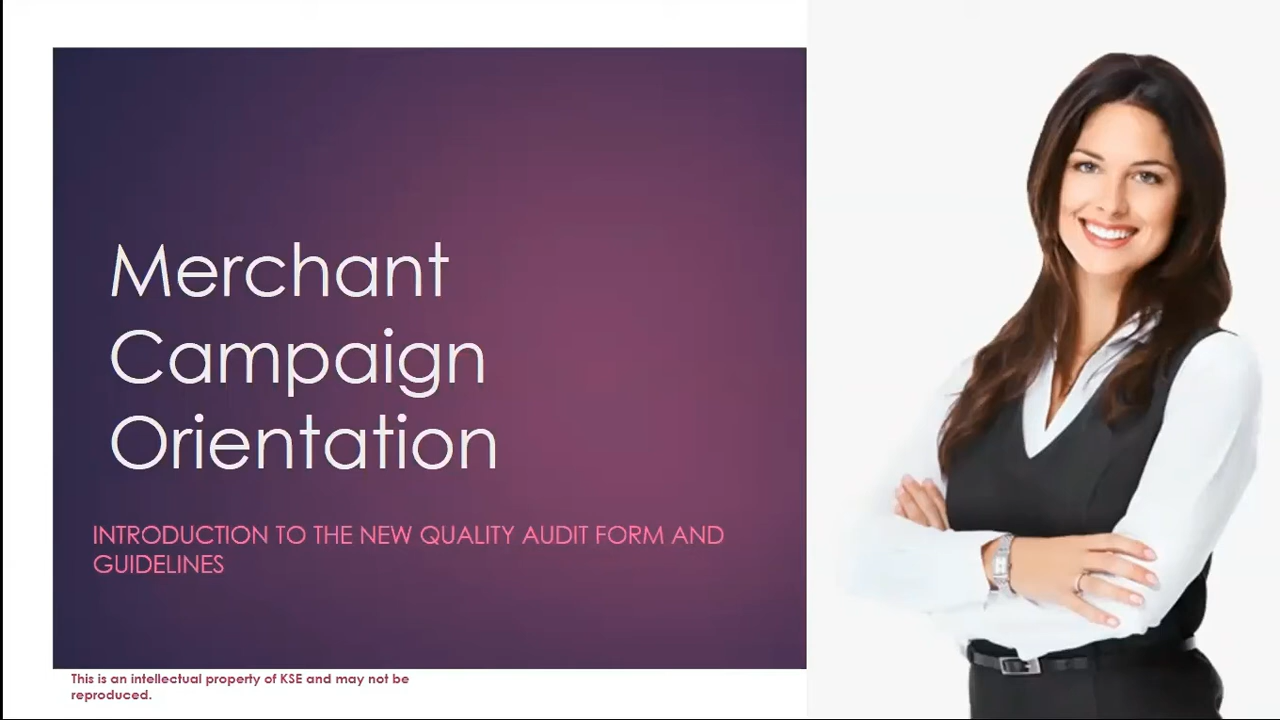 Merchant
Campaign
Orientation
INTRODUCTION TO THE NEW QUALITY AUDIT FORM AND
GUIDELINES
This is an intellectual property of KSE and may not be
reproduced.